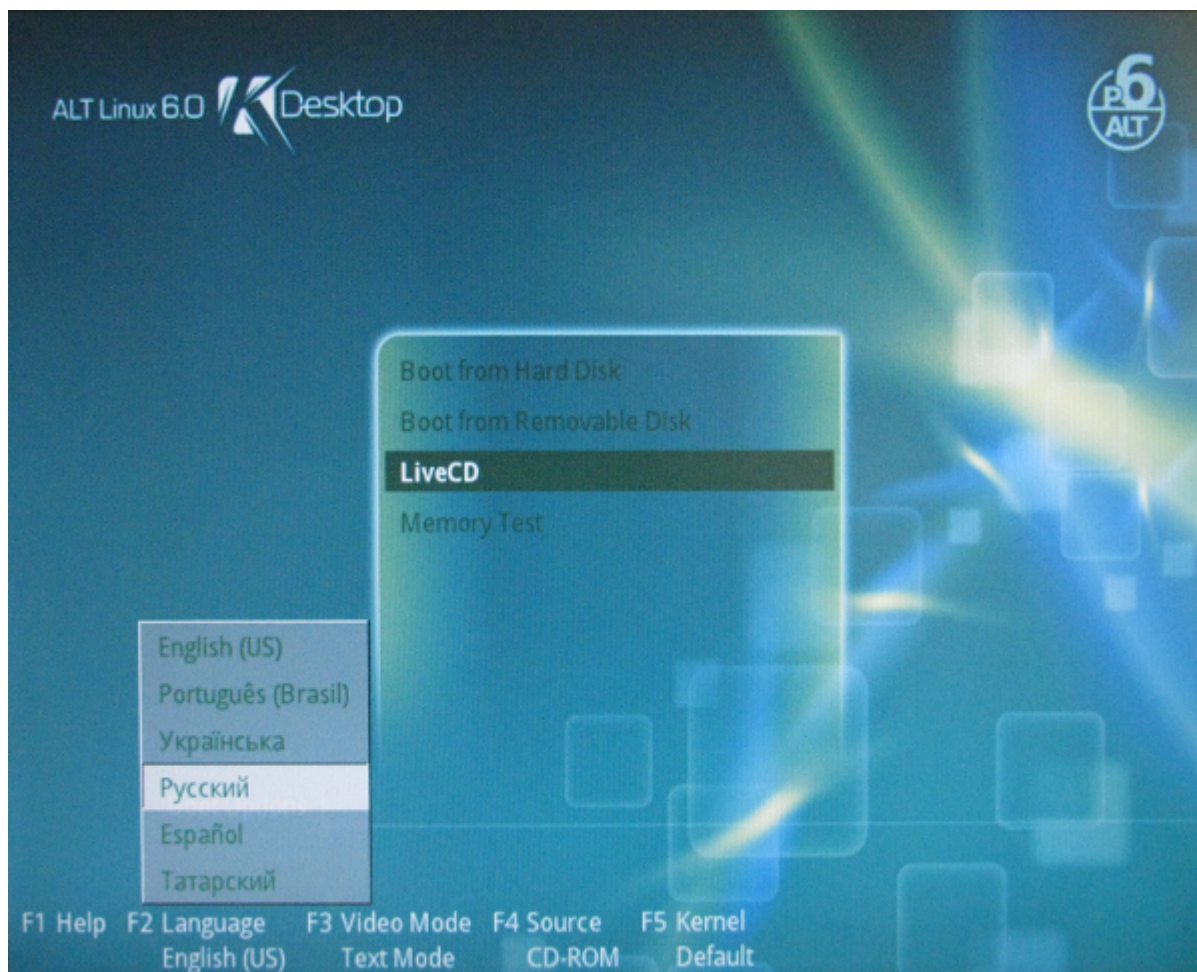 ALT Linux 6.0 KDesktop
P6
ALT
Boot from Hard Disk
Boot from Removable Disk
LiveCD
Memory Test
English (US)
Português (Brasil)
Українська
Русский
Español
Татарский
F1 Help F2 Language F3 Video Mode F4 Source F5 Kernel
English (US) Text Mode CD-ROM Default